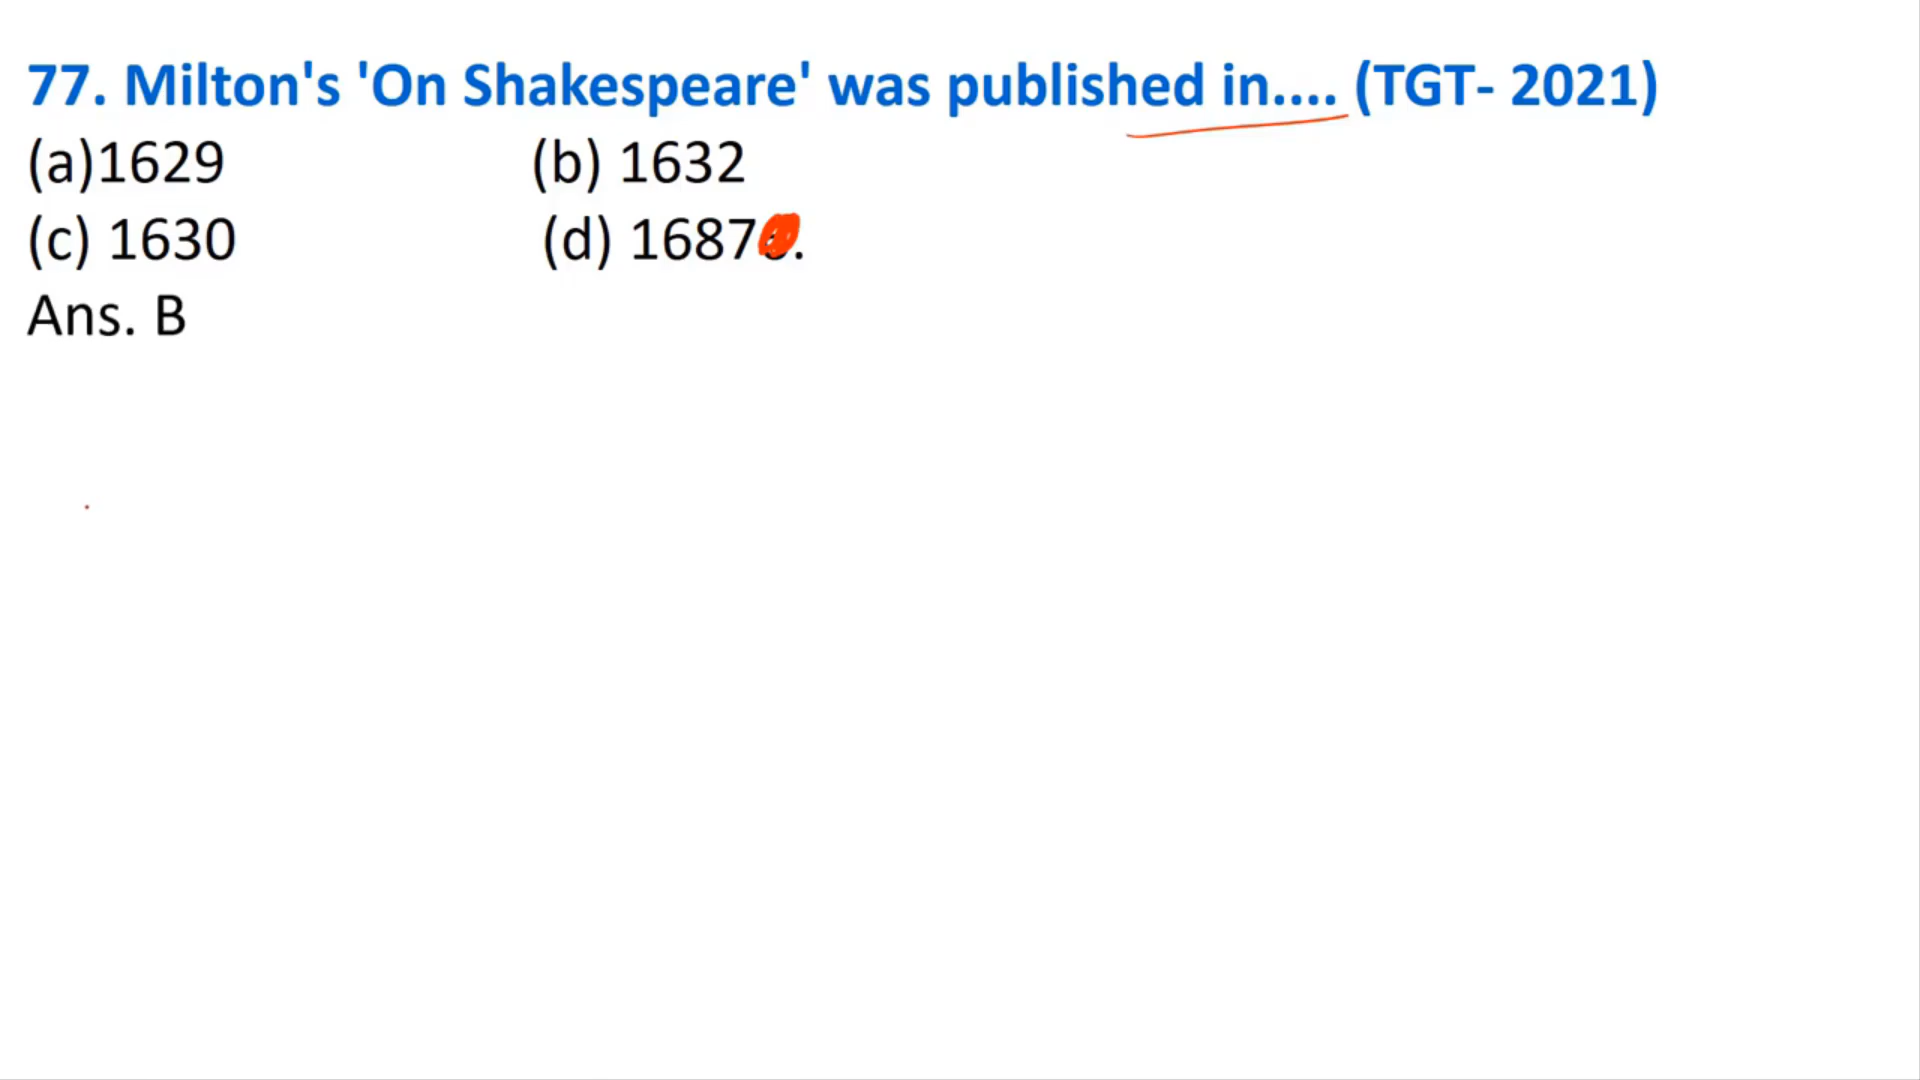 77. Milton's 'On Shakespeare' was published in.... (TGT- 2021)
(a)1629 (b) 1632
(c) 1630 (d) 1687 .
Ans. B